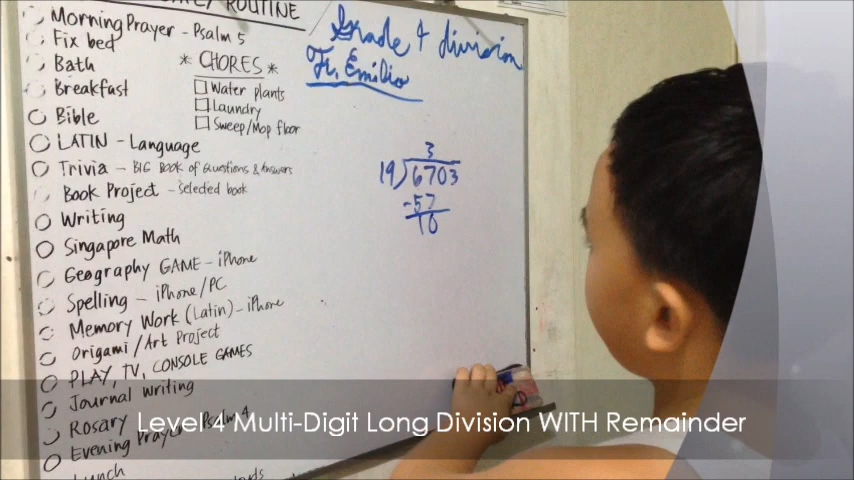 ROUTINE
Morning Prayer - Psalm 5
Fix bed
Bath
Breakfast
Bible
LATIN - Language
Trivia - BIG BOOK of Questions & Answers
Book Project - Selected book
Writing
Singapore Math
Geography GAME - iPhone
Spelling - iPhone/PC
Memory Work (Latin) - iPhone
Origami/Art Project
PLAY, TV, CONSOLE GAMES
Journal Writing
Rosary
Evening Prayer - Psalm 4
Lunch
* CHORES *
Water plants
Laundry
Sweep/Mop floor
Grade 4 division
Fr. Emilio
3
19)6703
-57
10
Level 4 Multi-Digit Long Division WITH Remainder